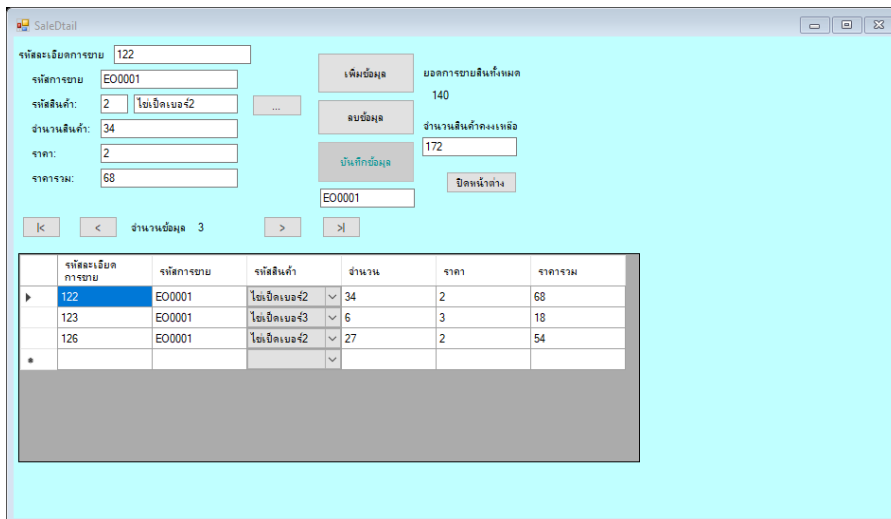 SaleDtail
รหัสละเอียดการขาย 122
รหัสการขาย EO0001
รหัสสินค้า: 2 ไข่เป็ดเบอร์2 ...
จำนวนสินค้า: 34
ราคา: 2
ราคารวม: 68
เพิ่มข้อมูล
ลบข้อมูล
บันทึกข้อมูล
EO0001
ยอดการขายสินทั้งหมด
140
จำนวนสินค้าคงงเหลือ
172
ปิดหน้าต่าง
|< < จำนวนข้อมูล 3 > >|
รหัสละเอียด
การขาย รหัสการขาย รหัสสินค้า จำนวน ราคา ราคารวม
122 EO0001 ไข่เป็ดเบอร์2 34 2 68
123 EO0001 ไข่เป็ดเบอร์3 6 3 18
126 EO0001 ไข่เป็ดเบอร์2 27 2 54